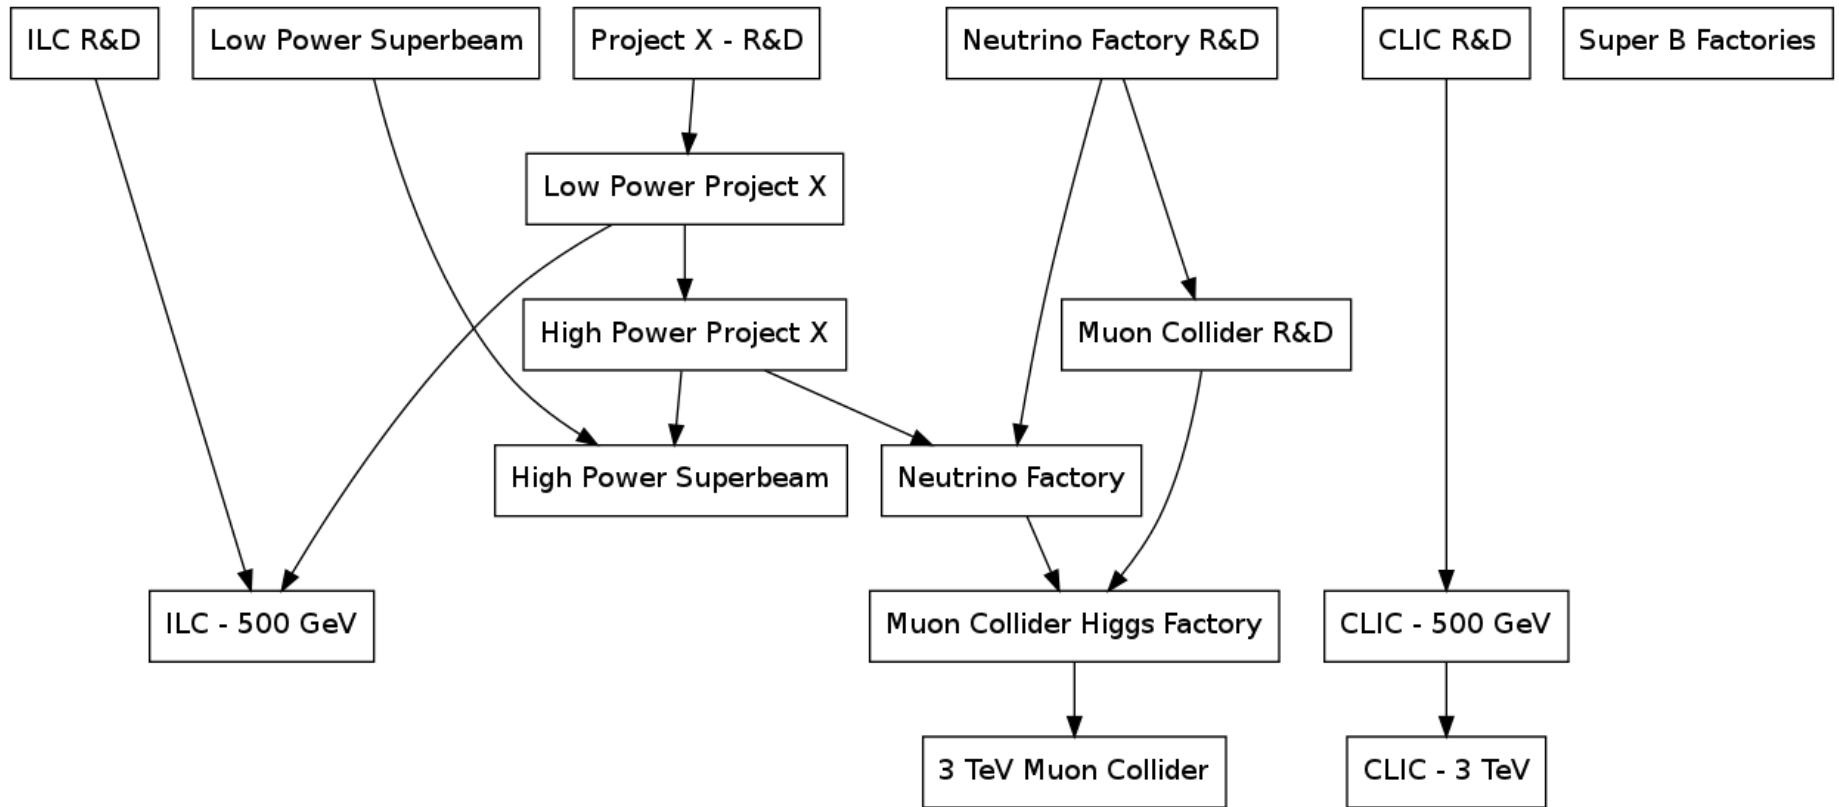 ILC R&D
Low Power Superbeam
Project X - R&D
Neutrino Factory R&D
CLIC R&D
Super B Factories
Low Power Project X
High Power Project X
Muon Collider R&D
High Power Superbeam
Neutrino Factory
ILC - 500 GeV
Muon Collider Higgs Factory
CLIC - 500 GeV
3 TeV Muon Collider
CLIC - 3 TeV